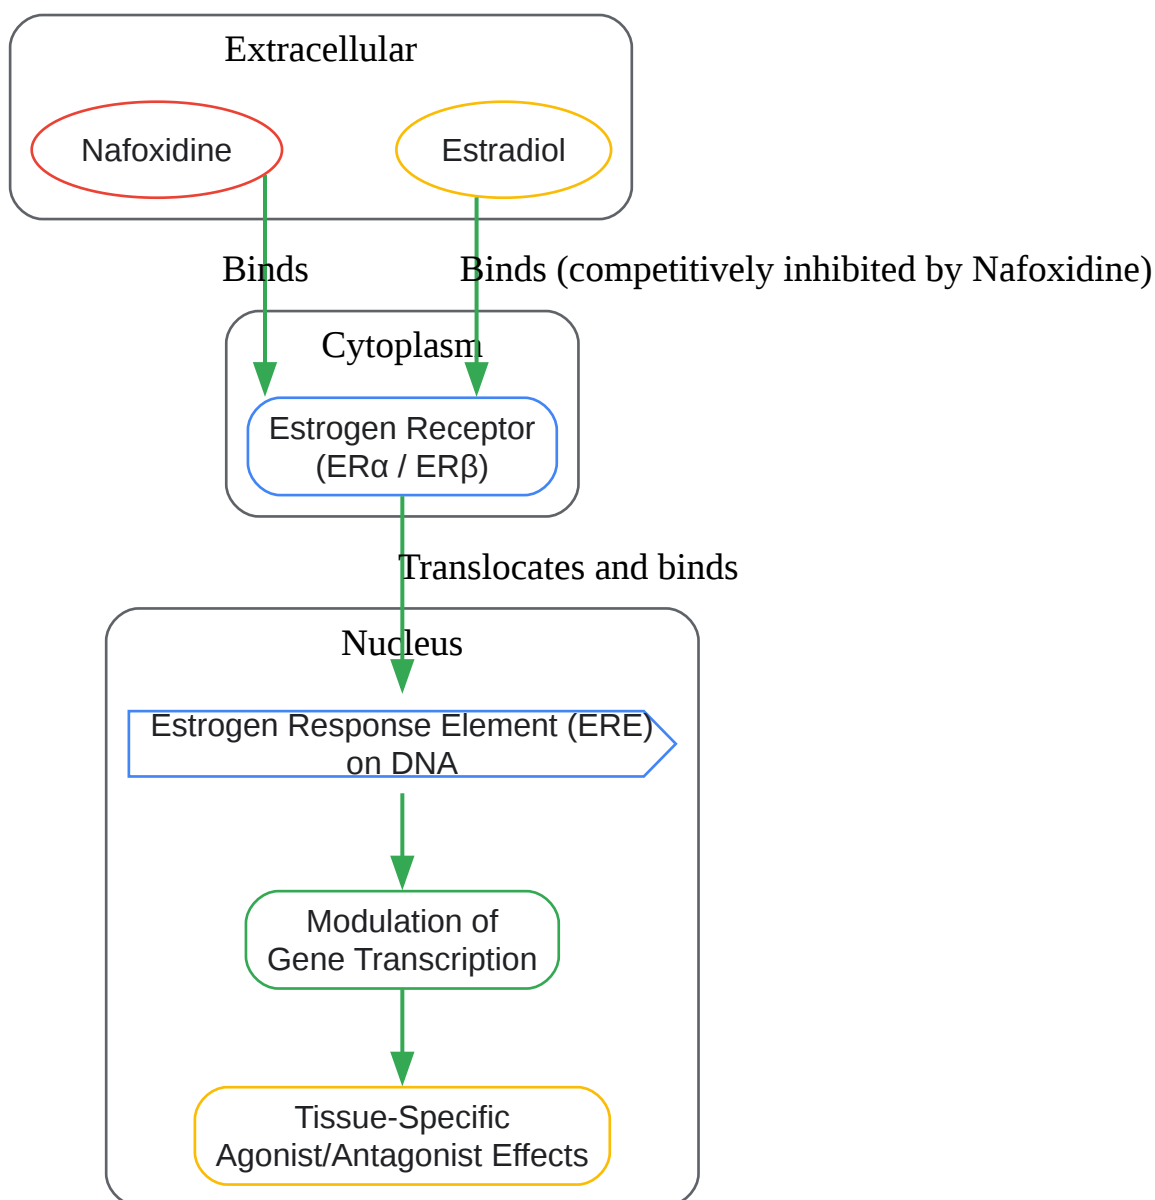 Extracellular
Nafoxidine
Estradiol
Binds
Binds (competitively inhibited by Nafoxidine)
Cytoplasm
Estrogen Receptor
(ERα / ERβ)
Translocates and binds
Nucleus
Estrogen Response Element (ERE)
on DNA
Modulation of
Gene Transcription
Tissue-Specific
Agonist/Antagonist Effects